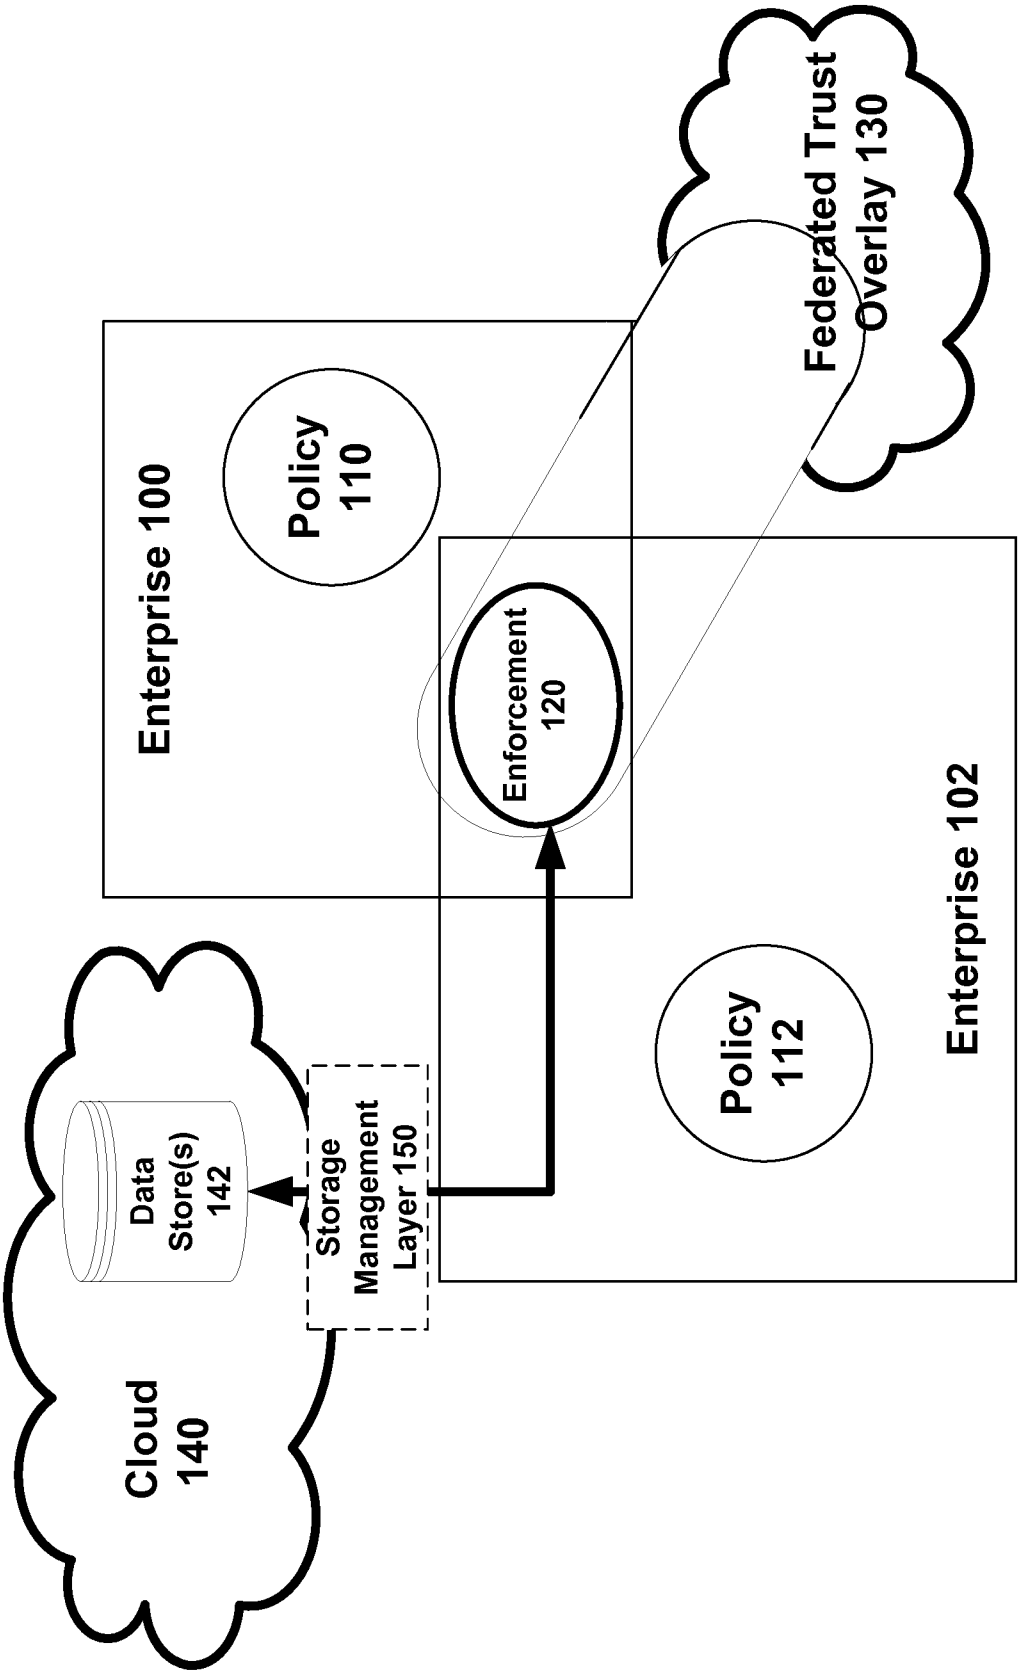 Cloud
140
Data
Store(s)
142
Storage
Management
Layer 150
Enterprise 100
Policy
110
Enforcement
120
Policy
112
Enterprise 102
Federated Trust
Overlay 130